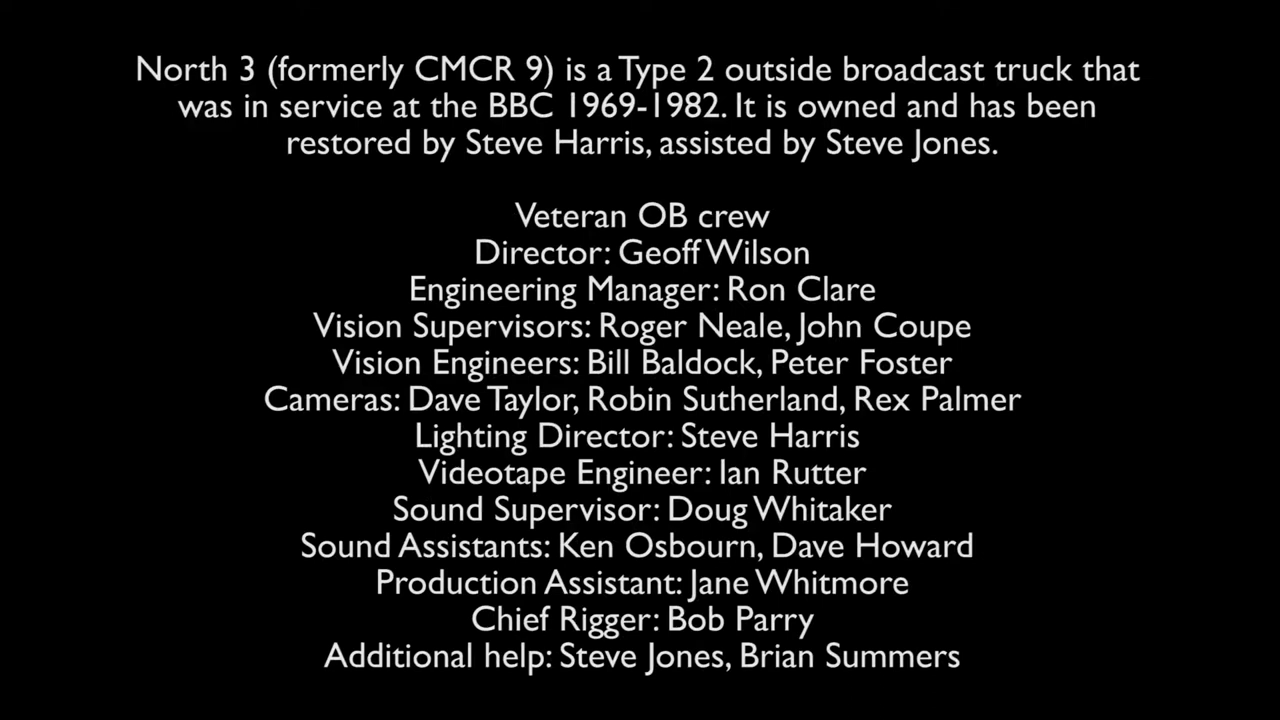 North 3 (formerly CMCR 9) is a Type 2 outside broadcast truck that
was in service at the BBC 1969-1982. It is owned and has been
restored by Steve Harris, assisted by Steve Jones.
Veteran OB crew
Director: Geoff Wilson
Engineering Manager: Ron Clare
Vision Supervisors: Roger Neale, John Coupe
Vision Engineers: Bill Baldock, Peter Foster
Cameras: Dave Taylor, Robin Sutherland, Rex Palmer
Lighting Director: Steve Harris
Videotape Engineer: Ian Rutter
Sound Supervisor: Doug Whitaker
Sound Assistants: Ken Osbourn, Dave Howard
Production Assistant: Jane Whitmore
Chief Rigger: Bob Parry
Additional help: Steve Jones, Brian Summers